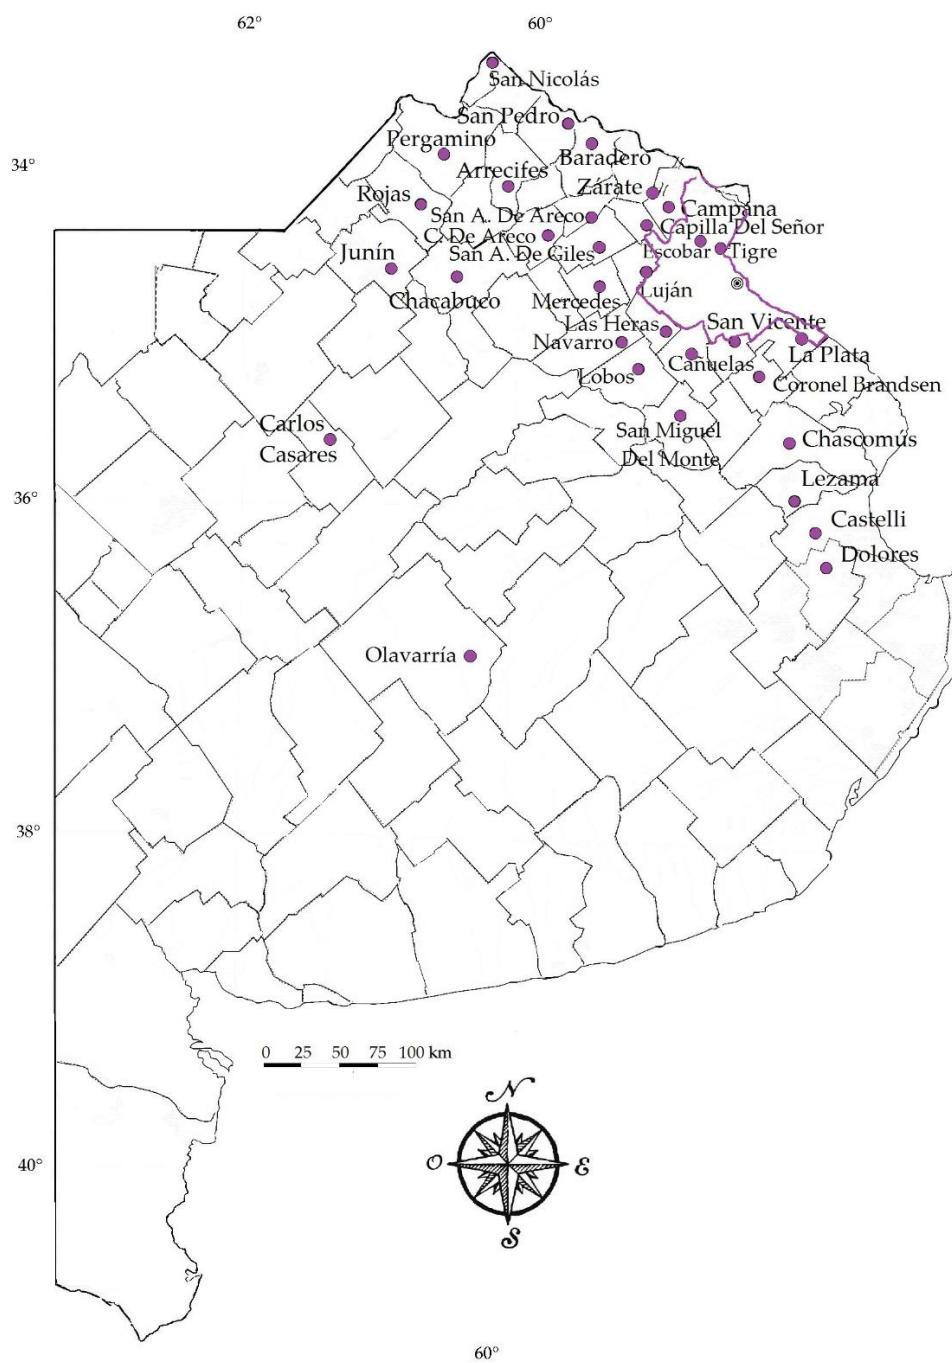 62°
60°
San Nicolás
34°
San Pedro
Pergamino
Baradero
Arrecifes
Zárate
Rojas
Campana
San A. De Areco
Capilla Del Señor
C. De Areco
Junín
San A. De Giles
Escobar
Tigre
Chacabuco
Mercedes
Luján
Las Heras
San Vicente
Navarro
La Plata
Cañuelas
Lobos
Coronel Brandsen
Carlos
Casares
San Miguel
Del Monte
Chascomus
Lezama
36°
Castelli
Dolores
Olavarría
38°
0 25 50 75 100 km
N
40°
O
E
S
60°